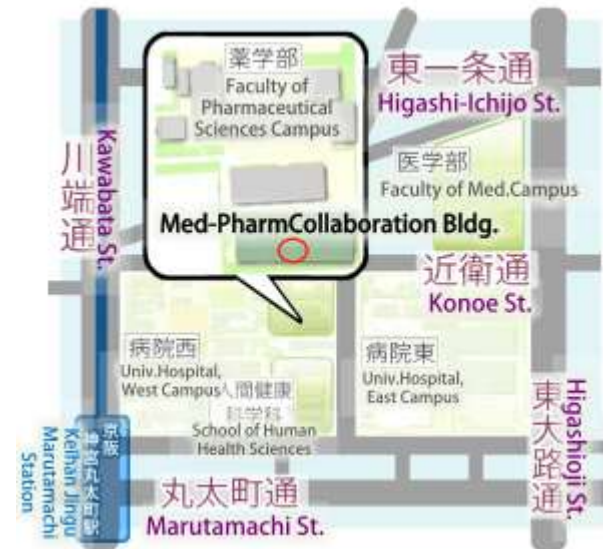 薬学部
Faculty of
Pharmaceutical
Sciences Campus
東一条通
Higashi-Ichijo St.
川端通
Kawabata St.
医学部
Faculty of Med.Campus
Med-PharmCollaboration Bldg.
近衛通
Konoe St.
病院西
Univ.Hospital,
West Campus
病院東
Univ.Hospital,
East Campus
人間健康
科学科
School of Human
Health Sciences
東大路通
Higashioji St.
京阪
神宮丸太町駅
Keihan Jingu
Marutamachi
Station
丸太町通
Marutamachi St.